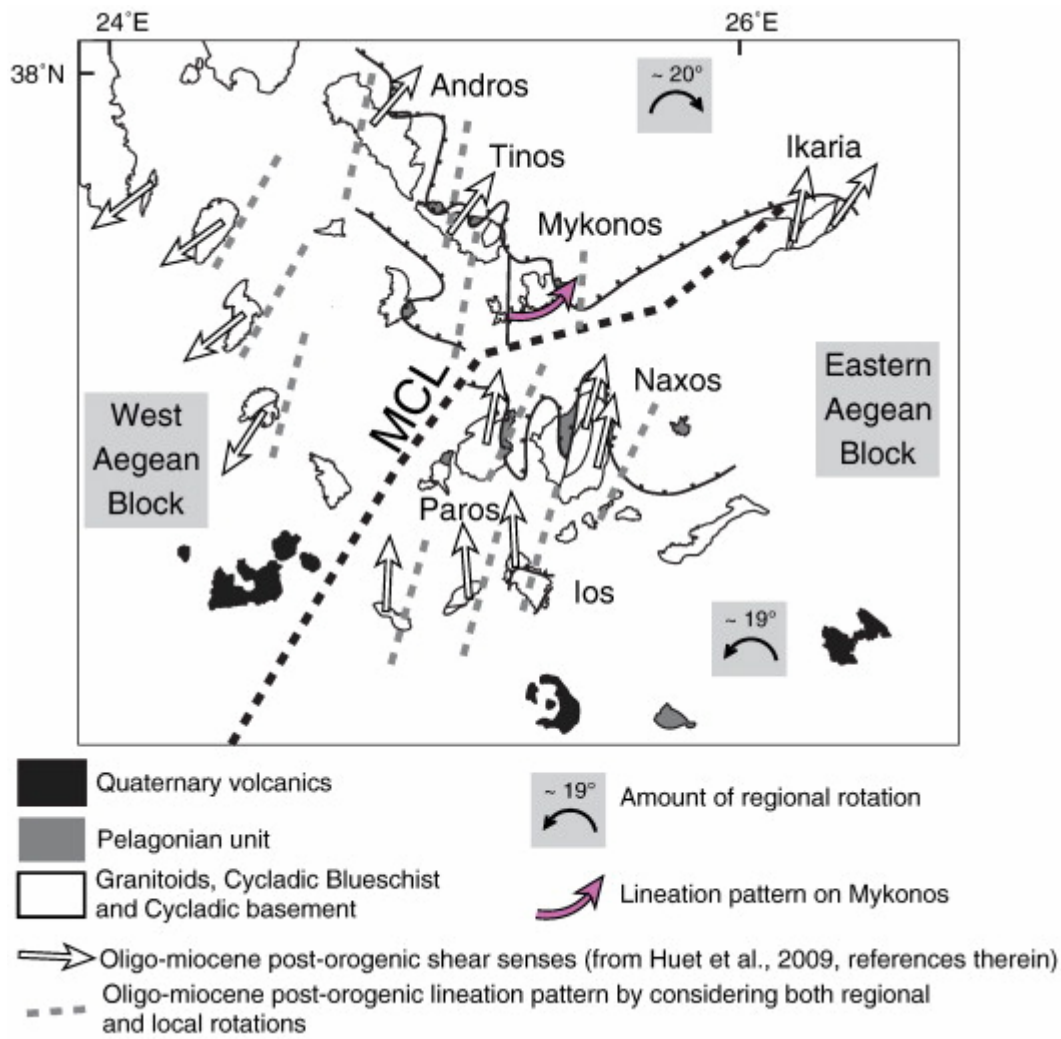 24˚E
26˚E
38˚N
~ 20°
Andros
Tinos
Ikaria
Mykonos
MCL
Naxos
Eastern
Aegean
Block
West
Aegean
Block
Paros
Ios
~ 19°
Quaternary volcanics
Pelagonian unit
Granitoids, Cycladic Blueschist
and Cycladic basement
~ 19°
Amount of regional rotation
Lineation pattern on Mykonos
Oligo-miocene post-orogenic shear senses (from Huet et al., 2009, references therein)
Oligo-miocene post-orogenic lineation pattern by considering both regional
and local rotations